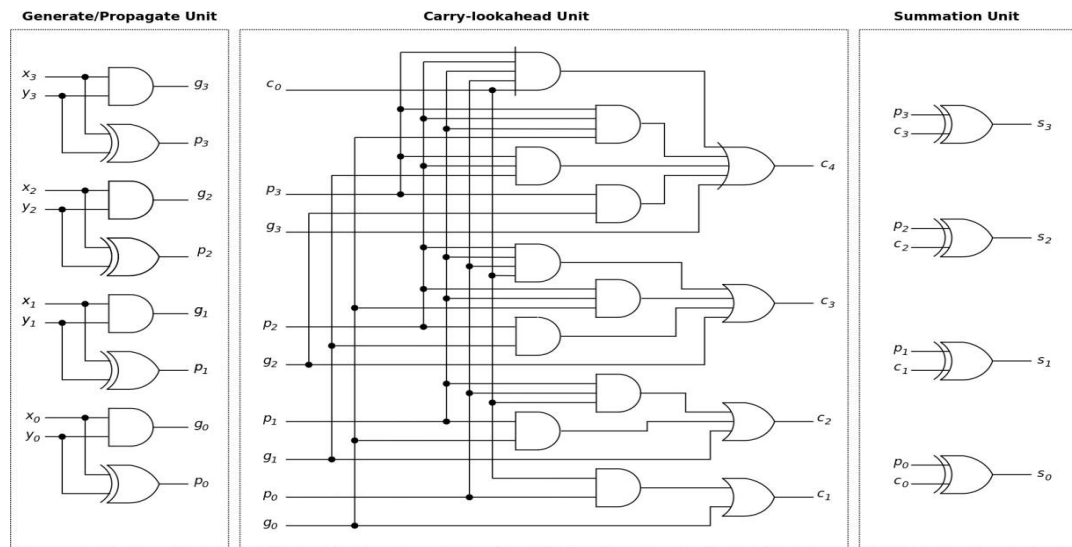 Generate/Propagate Unit
x₃
y₃
g₃
p₃
x₂
y₂
g₂
p₂
x₁
y₁
g₁
p₁
x₀
y₀
g₀
p₀
Carry-lookahead Unit
c₀
p₃
g₃
p₂
g₂
p₁
g₁
p₀
g₀
c₄
c₃
c₂
c₁
Summation Unit
p₃
c₃
s₃
p₂
c₂
s₂
p₁
c₁
s₁
p₀
c₀
s₀